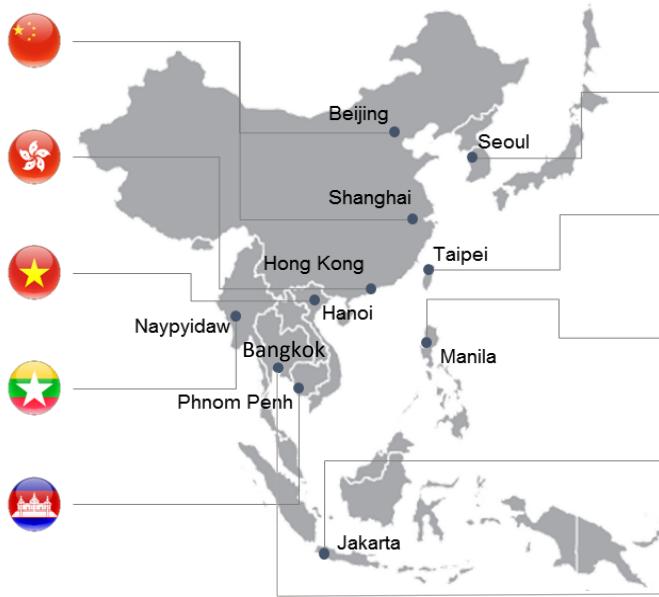 Beijing
Seoul
Shanghai
Taipei
Hong Kong
Hanoi
Naypyidaw
Bangkok
Manila
Phnom Penh
Jakarta